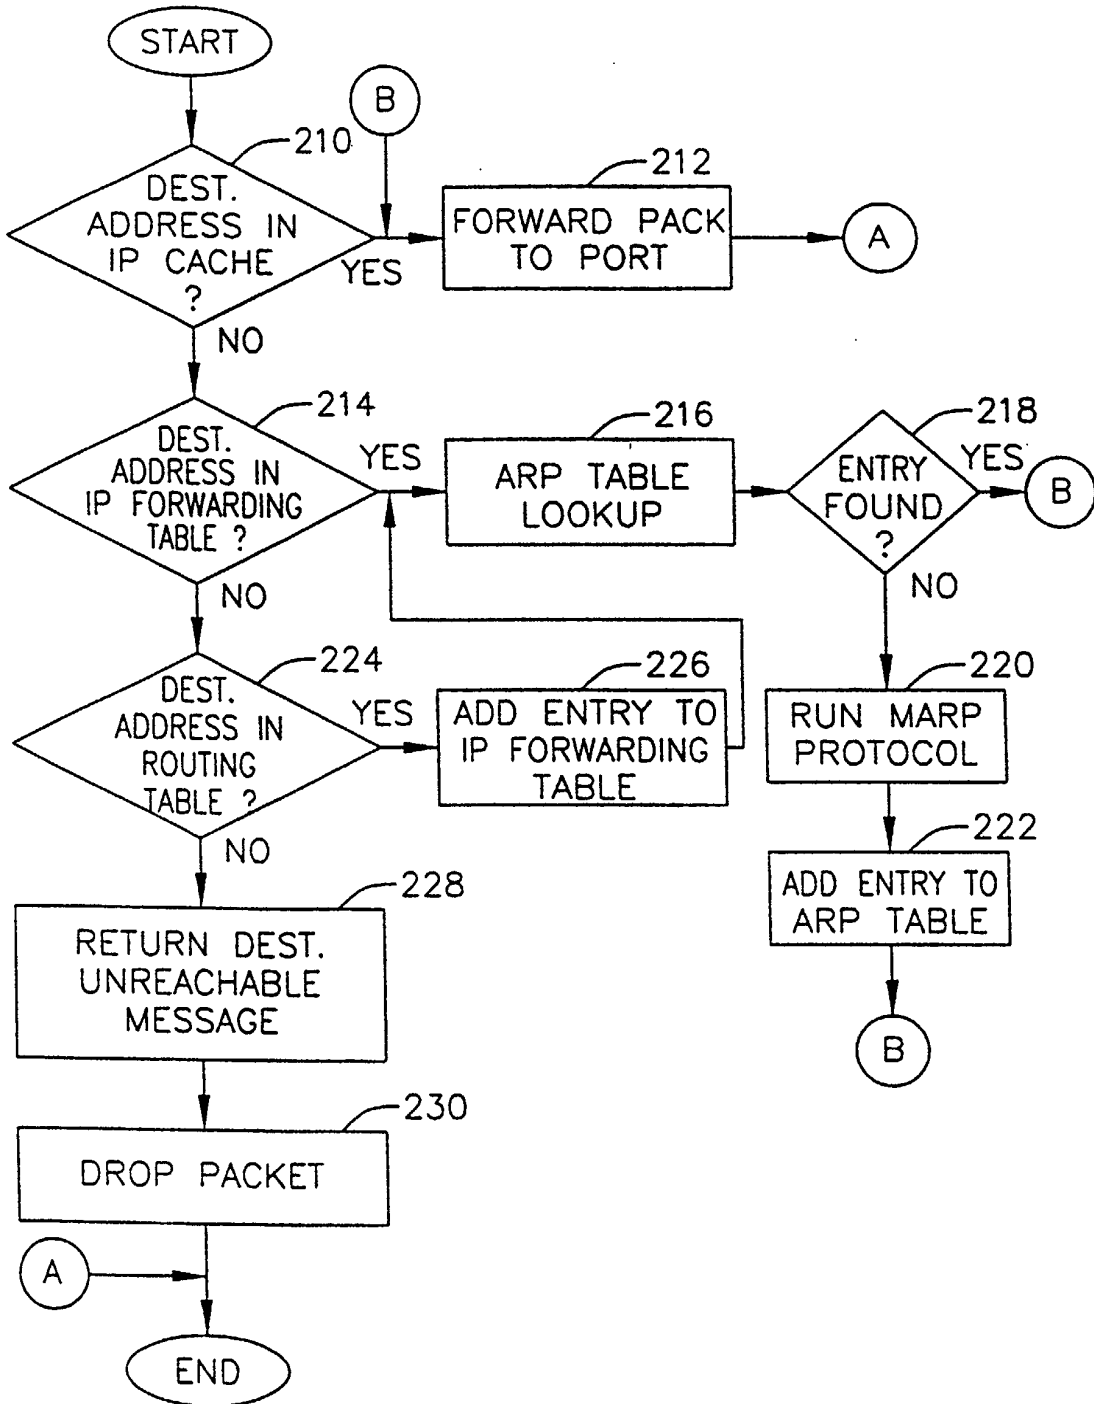 START
B
210
DEST.
ADDRESS IN
IP CACHE
?
YES
NO
212
FORWARD PACK
TO PORT
A
214
DEST.
ADDRESS IN
IP FORWARDING
TABLE ?
YES
NO
216
ARP TABLE
LOOKUP
218
ENTRY
FOUND
?
YES
B
NO
220
RUN MARP
PROTOCOL
222
ADD ENTRY TO
ARP TABLE
B
224
DEST.
ADDRESS IN
ROUTING
TABLE ?
YES
NO
226
ADD ENTRY TO
IP FORWARDING
TABLE
228
RETURN DEST.
UNREACHABLE
MESSAGE
230
DROP PACKET
A
END